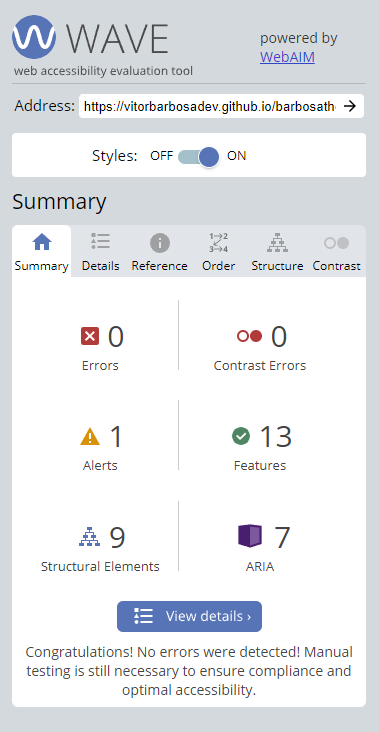 WAVE
powered by
WebAIM
web accessibility evaluation tool
Address: https://vitorbarbosadev.github.io/barbosath
Styles: OFF ON
Summary
1→2
3→4
Summary Details Reference Order Structure Contrast
0 0
Errors Contrast Errors
1 13
Alerts Features
9 7
Structural Elements ARIA
View details ›
Congratulations! No errors were detected! Manual
testing is still necessary to ensure compliance and
optimal accessibility.